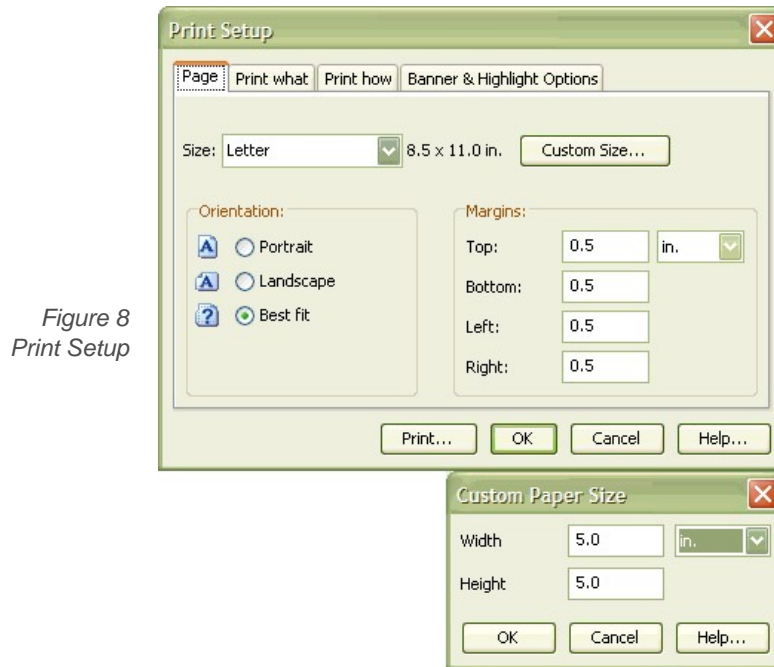 Print Setup
Page Print what Print how Banner & Highlight Options
Size: Letter 8.5 x 11.0 in. Custom Size...
Orientation:
A Portrait
A Landscape
? Best fit
Margins:
Top: 0.5 in.
Bottom: 0.5
Left: 0.5
Right: 0.5
Print... OK Cancel Help...
Figure 8
Print Setup
Custom Paper Size
Width 5.0 in.
Height 5.0
OK Cancel Help...